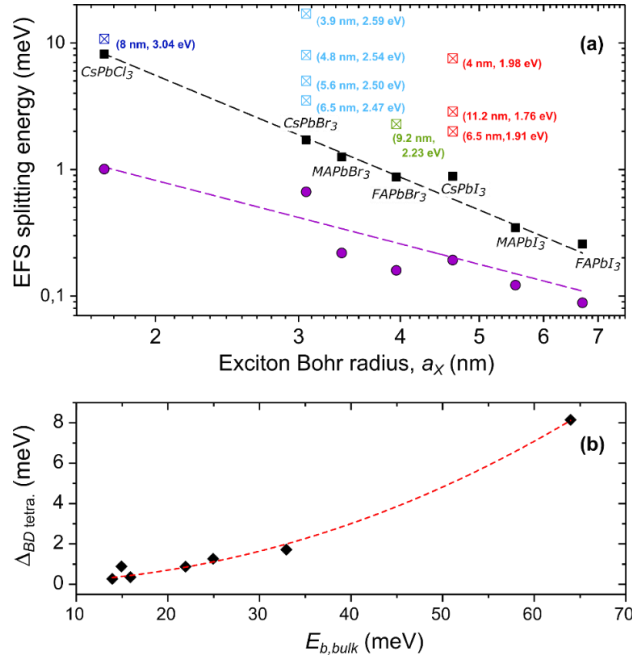 (a)
EFS splitting energy (meV)
10
1
0,1
(8 nm, 3.04 eV)
CsPbCl3
(3.9 nm, 2.59 eV)
(4.8 nm, 2.54 eV)
(5.6 nm, 2.50 eV)
(6.5 nm, 2.47 eV)
CsPbBr3
MAPbBr3
(9.2 nm,
2.23 eV)
FAPbBr3
(4 nm, 1.98 eV)
(11.2 nm, 1.76 eV)
(6.5 nm,1.91 eV)
CsPbI3
MAPbI3
FAPbI3
2 3 4 5 6 7
Exciton Bohr radius, aX (nm)
(b)
ΔBD tetra. (meV)
8
6
4
2
0
10 20 30 40 50 60 70
Eb,bulk (meV)